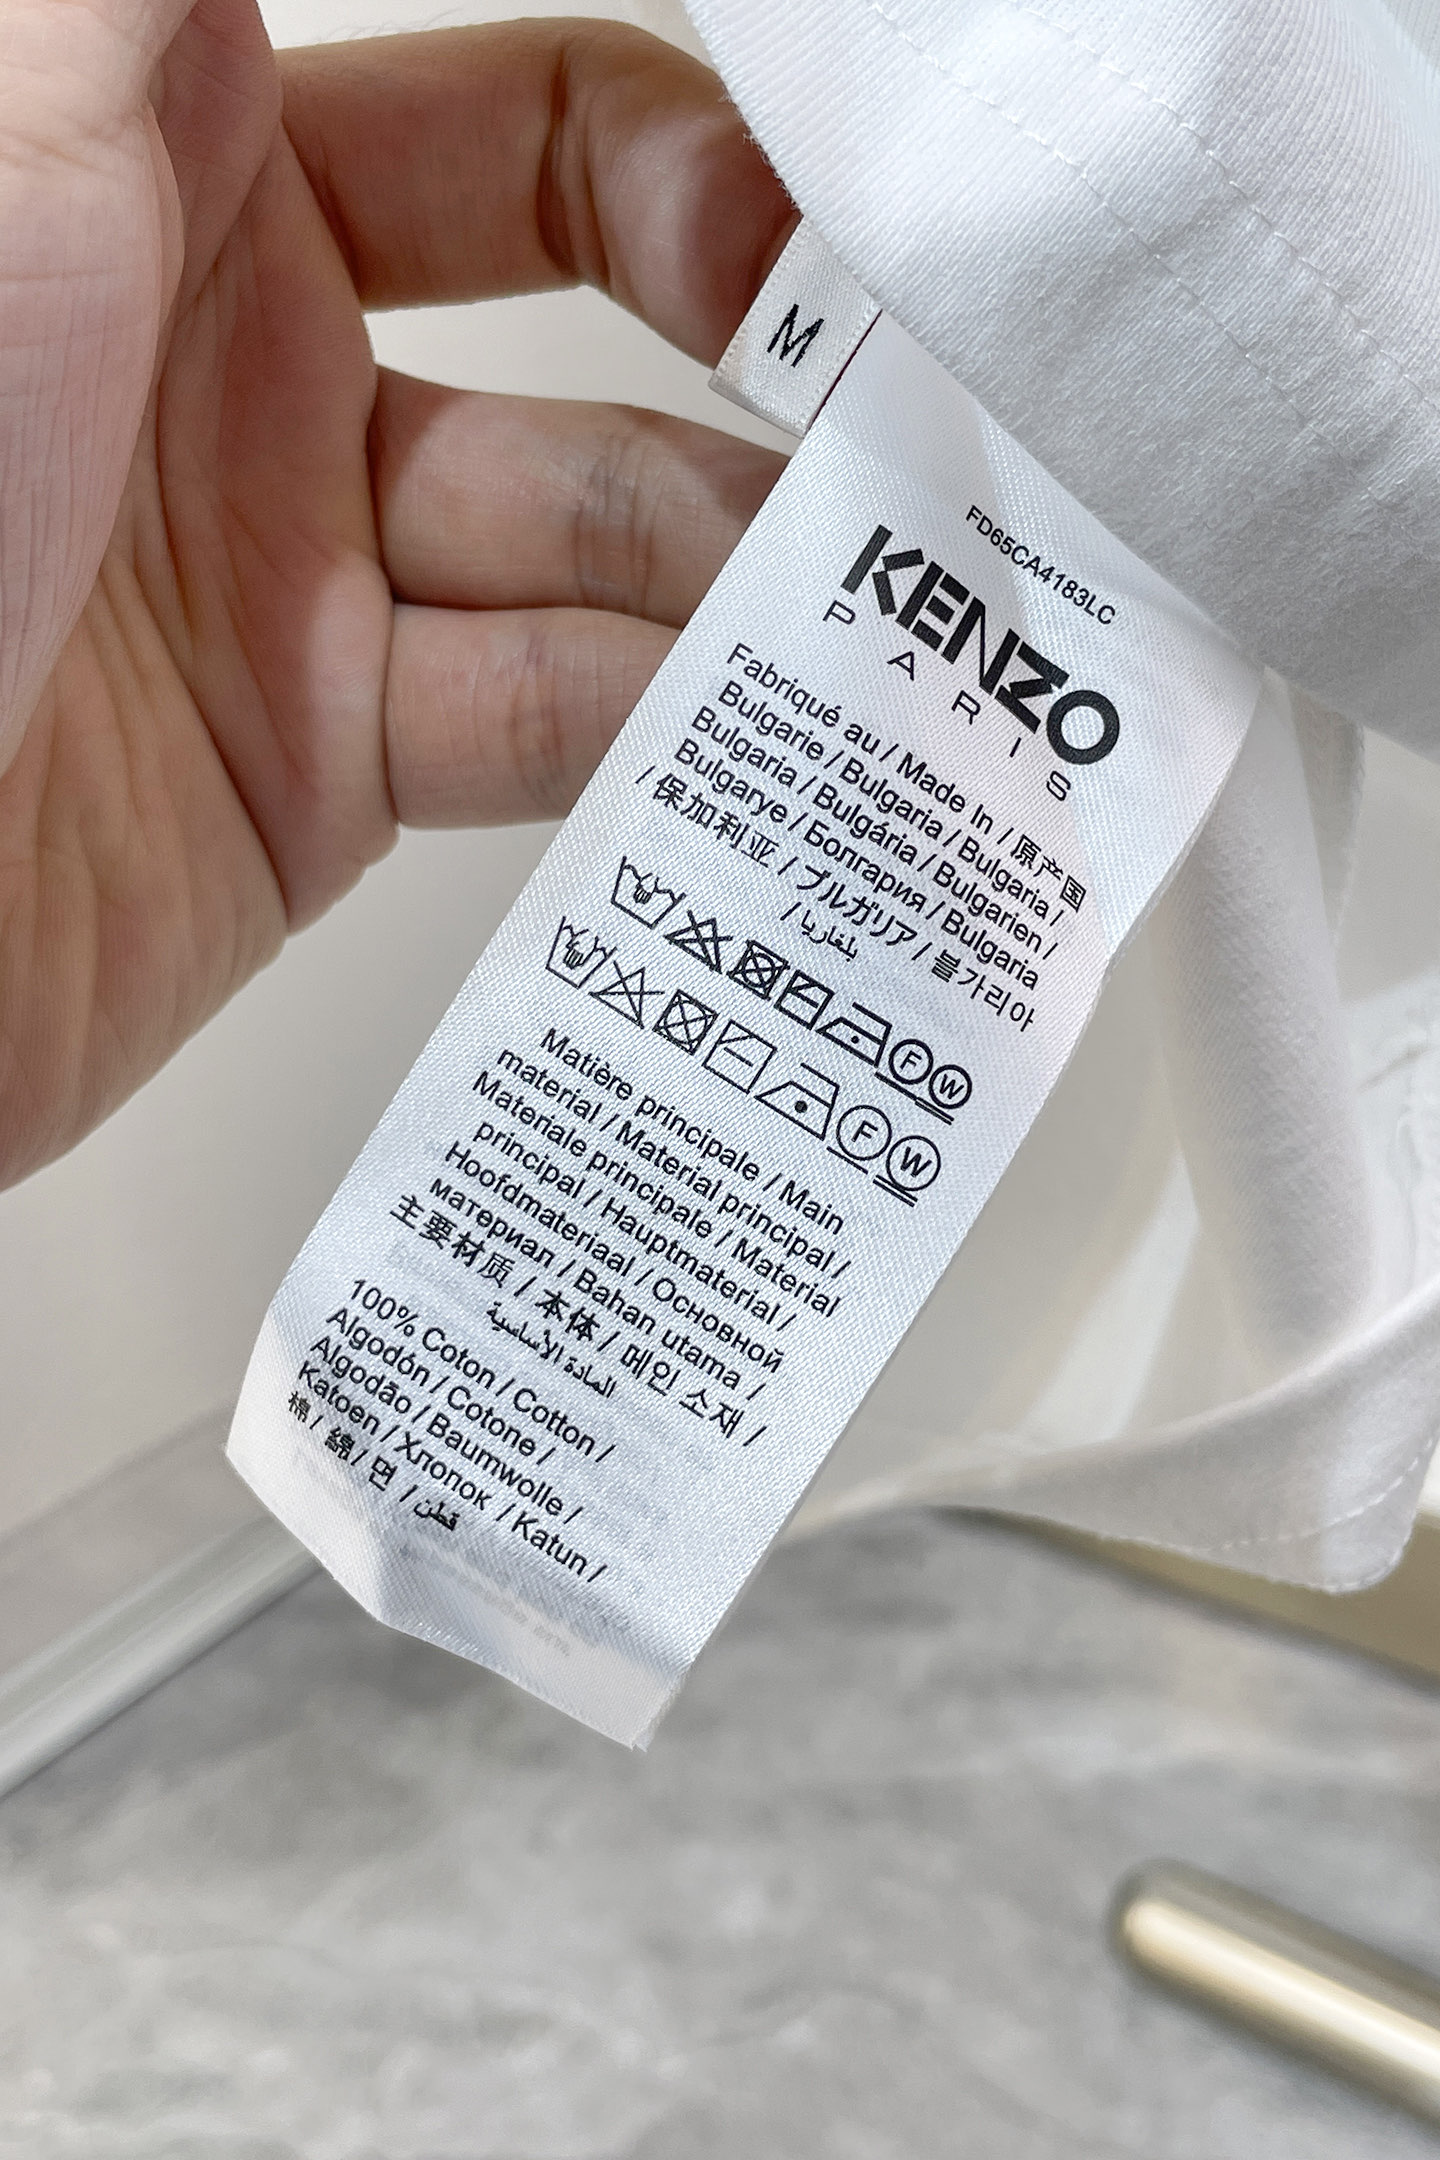 M
FD65CA4183LC
KENZO
PARIS
Fabriqué au / Made In / 原产国
Bulgarie / Bulgaria / Bulgaria /
Bulgaria / Bulgária / Bulgarien /
Bulgarye / Болгария / Bulgaria
/ 保加利亚 / ブルガリア / 불가리아
/ بلغاريا
F W
F W
Matière principale / Main
material / Material principal /
Materiale principale / Material
principal / Hauptmaterial /
Hoofdmateriaal / Основной
материал / Bahan utama /
主要材质 / 本体 / 메인 소재 /
المادة الأساسية
100% Coton / Cotton /
Algodón / Cotone /
Algodão / Baumwolle /
Katoen / Хлопок / Katun /
棉 / 綿 / 면 / قطن